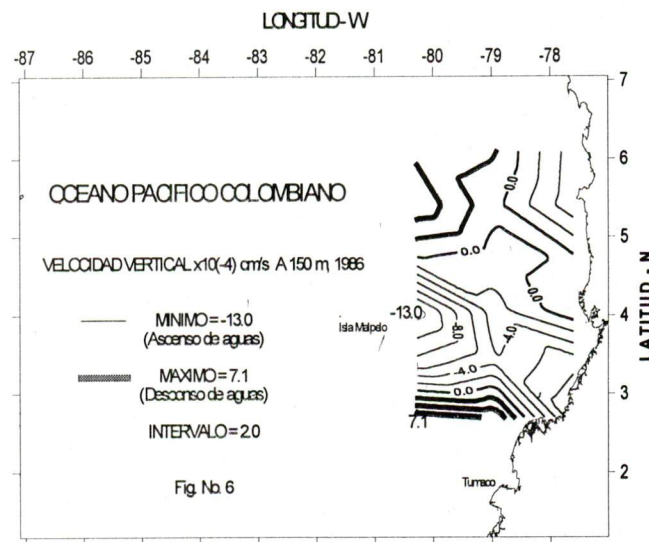 LONGITUD-W
-87 -86 -85 -84 -83 -82 -81 -80 -79 -78
7
6
5
4
3
2
LATITUD - N
OCEANO PACIFICO COLOMBIANO
VELOCIDAD VERTICAL x10(-4) cm/s A 150 m, 1986
MINIMO = -13.0
(Ascenso de aguas)
MAXIMO = 7.1
(Desconso de aguas)
INTERVALO = 2.0
Fig. No. 6
0.0
0.0
0.0
-13.0
Isla Malpelo
-8.0
-4.0
-4.0
0.0
7.1
Tumaco